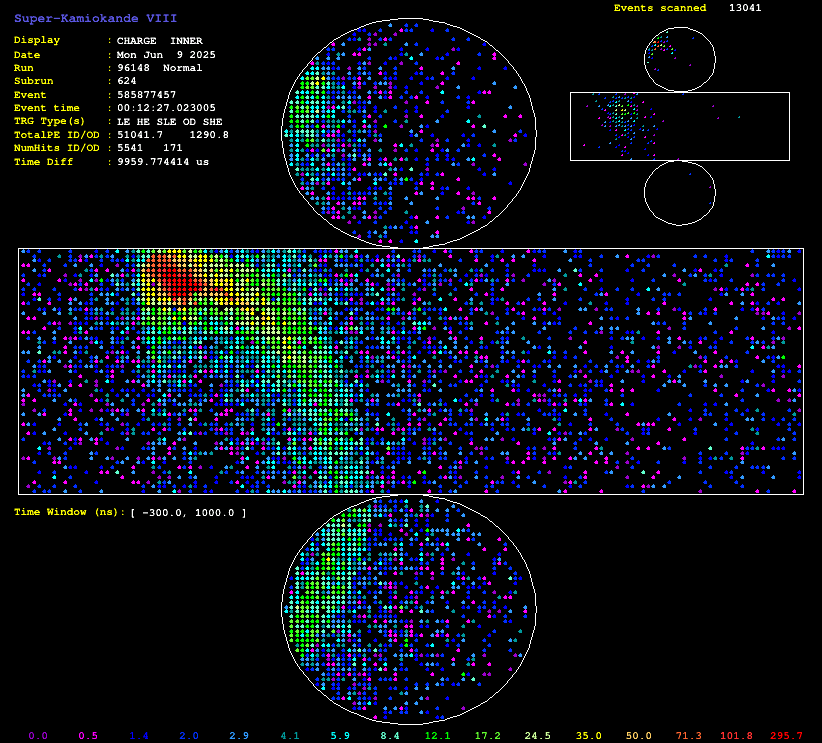 Events scanned 13041
Super-Kamiokande VIII
Display : CHARGE INNER
Date : Mon Jun 9 2025
Run : 96148 Normal
Subrun : 624
Event : 585877457
Event time : 00:12:27.023005
TRG Type(s) : LE HE SLE OD SHE
TotalPE ID/OD : 51041.7 1290.8
NumHits ID/OD : 5541 171
Time Diff : 9959.774414 us
Time Window (ns): [ -300.0, 1000.0 ]
0.0 0.5 1.4 2.0 2.9 4.1 5.9 8.4 12.1 17.2 24.5 35.0 50.0 71.3 101.8 295.7